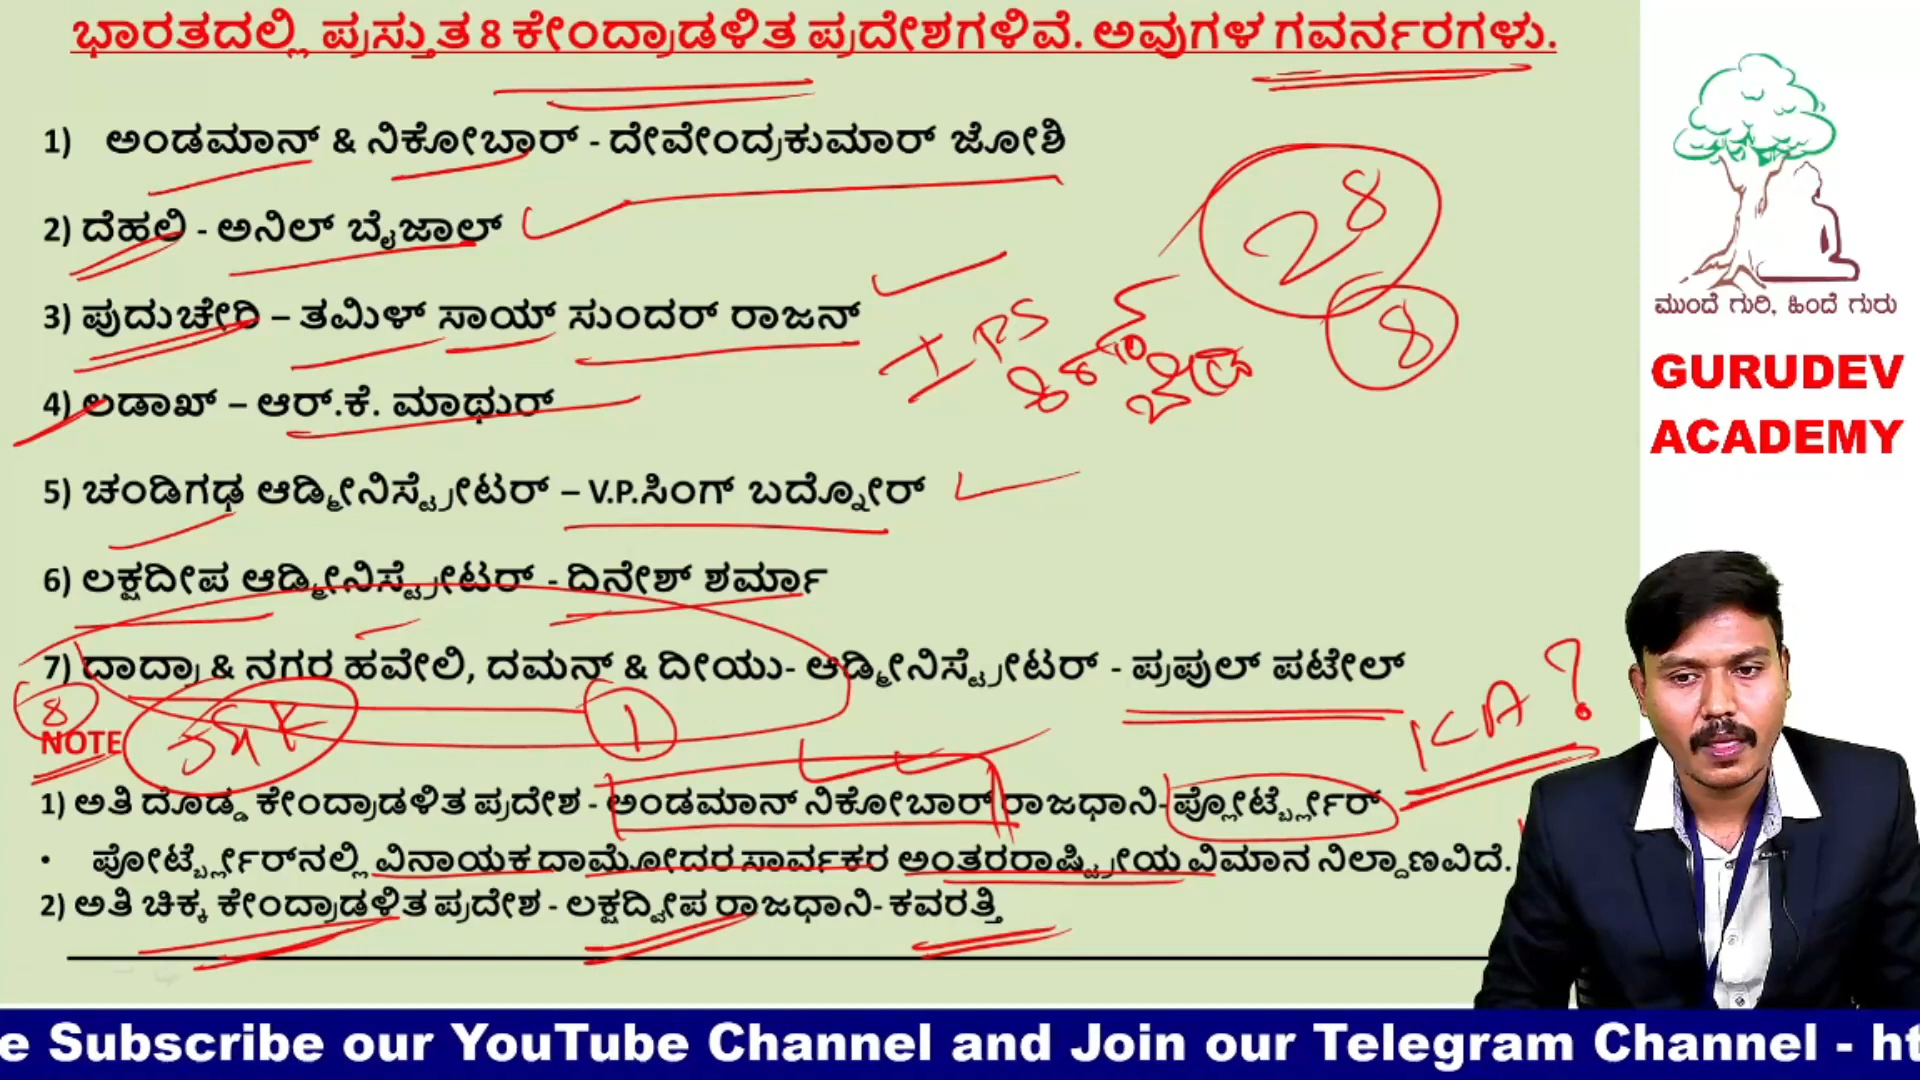 ಭಾರತದಲ್ಲಿ ಪ್ರಸ್ತುತ 8 ಕೇಂದ್ರಾಡಳಿತ ಪ್ರದೇಶಗಳಿವೆ. ಅವುಗಳ ಗವರ್ನರಗಳು.
1) ಅಂಡಮಾನ್ & ನಿಕೋಬಾರ್ - ದೇವೇಂದ್ರಕುಮಾರ್ ಜೋಶಿ
2) ದೆಹಲಿ - ಅನಿಲ್ ಬೈಜಾಲ್
3) ಪುದುಚೇರಿ – ತಮಿಳ್ ಸಾಯ್ ಸುಂದರ್ ರಾಜನ್
4) ಲಡಾಖ್ – ಆರ್.ಕೆ. ಮಾಥುರ್
5) ಚಂಡಿಗಢ ಆಡ್ಮೀನಿಸ್ಟ್ರೇಟರ್ – V.P.ಸಿಂಗ್ ಬದ್ನೋರ್
6) ಲಕ್ಷದೀಪ ಆಡ್ಮೀನಿಸ್ಟ್ರೇಟರ್ - ದಿನೇಶ್ ಶರ್ಮಾ
7) ದಾದ್ರಾ & ನಗರ ಹವೇಲಿ, ದಮನ್ & ದೀಯು- ಆಡ್ಮೀನಿಸ್ಟ್ರೇಟರ್ - ಪ್ರಪುಲ್ ಪಟೇಲ್
NOTE
1) ಅತಿ ದೊಡ್ಡ ಕೇಂದ್ರಾಡಳಿತ ಪ್ರದೇಶ - ಅಂಡಮಾನ್ ನಿಕೋಬಾರ್ ರಾಜಧಾನಿ-ಪ್ಲೋರ್ಟ್‌ಬ್ಲೇರ್
• ಪೋರ್ಟ್‌ಬ್ಲೇರ್‌ನಲ್ಲಿ ವಿನಾಯಕ ದಾಮೋದರ ಸಾರ್ವಕರ ಅಂತರರಾಷ್ಟ್ರೀಯ ವಿಮಾನ ನಿಲ್ದಾಣವಿದೆ.
2) ಅತಿ ಚಿಕ್ಕ ಕೇಂದ್ರಾಡಳಿತ ಪ್ರದೇಶ - ಲಕ್ಷದ್ವೀಪ ರಾಜಧಾನಿ- ಕವರತ್ತಿ
28
8
IPS
ಕಿರಣ
ಬೇಡಿ
8
J&K
1
KA?
ಮುಂದೆ ಗುರಿ, ಹಿಂದೆ ಗುರು
GURUDEV
ACADEMY
e Subscribe our YouTube Channel and Join our Telegram Channel - ht